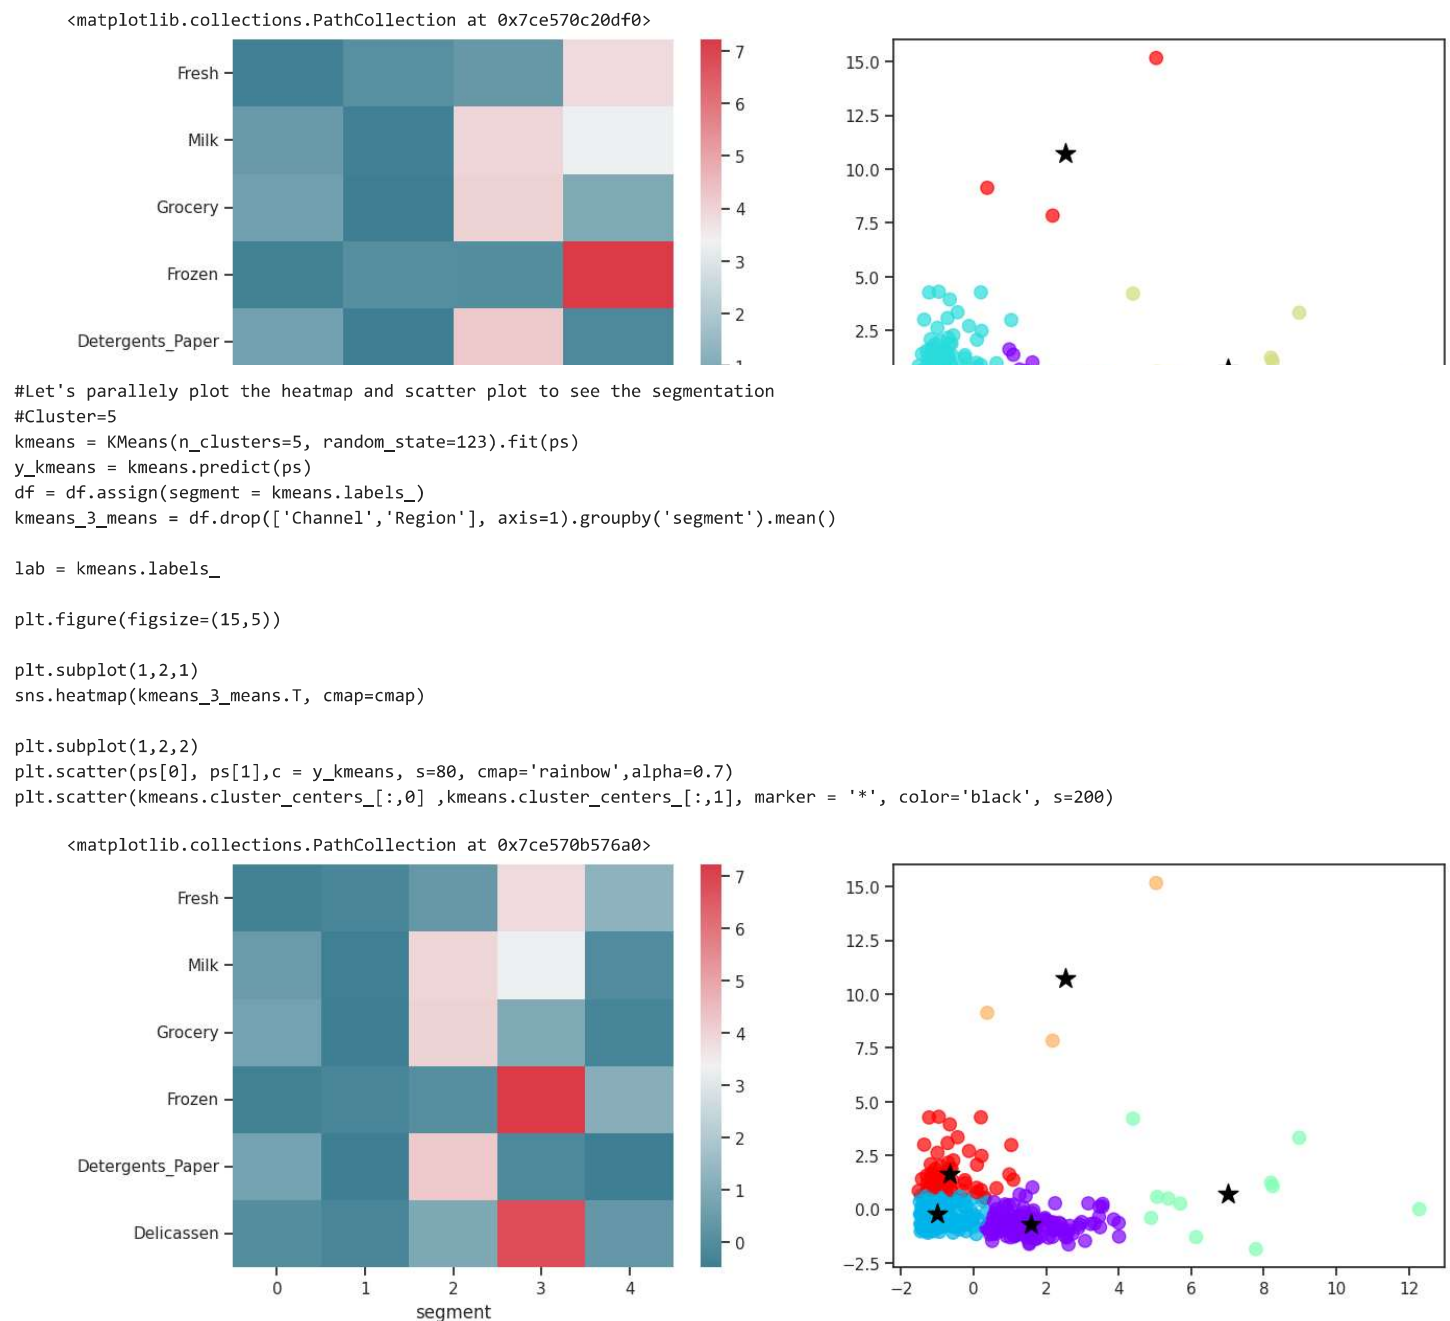 <matplotlib.collections.PathCollection at 0x7ce570c20df0>
Fresh
Milk
Grocery
Frozen
Detergents_Paper
7
6
5
4
3
2
1
15.0
12.5
10.0
7.5
5.0
2.5
#Let's parallely plot the heatmap and scatter plot to see the segmentation
#Cluster=5
kmeans = KMeans(n_clusters=5, random_state=123).fit(ps)
y_kmeans = kmeans.predict(ps)
df = df.assign(segment = kmeans.labels_)
kmeans_3_means = df.drop(['Channel','Region'], axis=1).groupby('segment').mean()
lab = kmeans.labels_
plt.figure(figsize=(15,5))
plt.subplot(1,2,1)
sns.heatmap(kmeans_3_means.T, cmap=cmap)
plt.subplot(1,2,2)
plt.scatter(ps[0], ps[1],c = y_kmeans, s=80, cmap='rainbow',alpha=0.7)
plt.scatter(kmeans.cluster_centers_[:,0] ,kmeans.cluster_centers_[:,1], marker = '*', color='black', s=200)
<matplotlib.collections.PathCollection at 0x7ce570b576a0>
Fresh
Milk
Grocery
Frozen
Detergents_Paper
Delicassen
0 1 2 3 4
segment
7
6
5
4
3
2
1
0
15.0
12.5
10.0
7.5
5.0
2.5
0.0
−2.5
−2 0 2 4 6 8 10 12